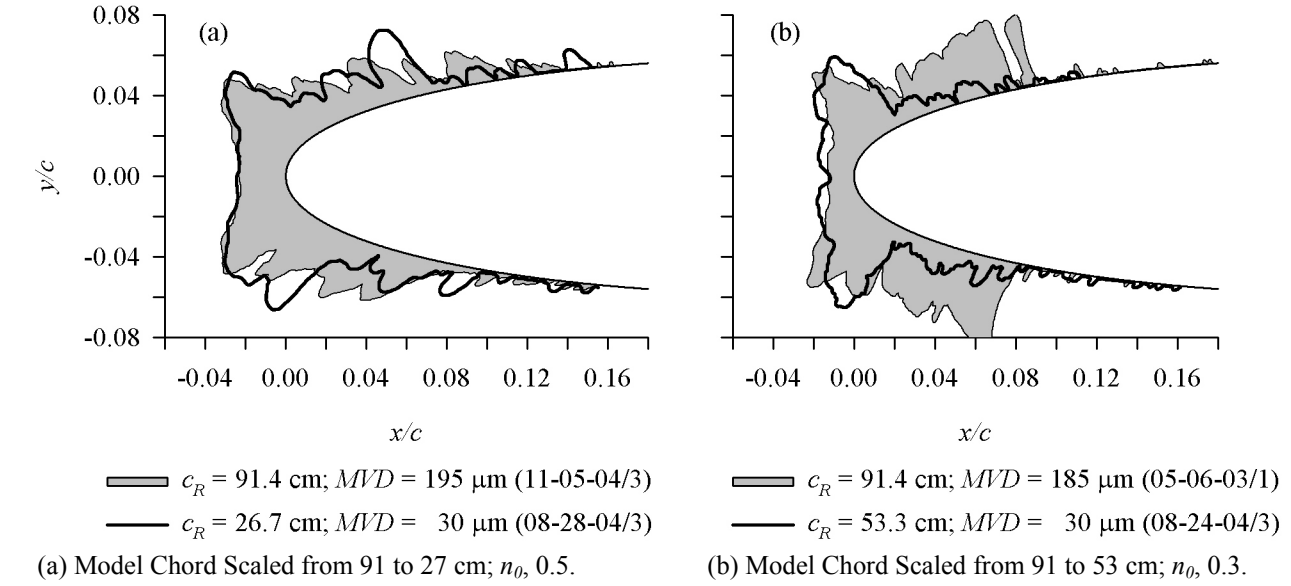 (a)
(b)
0.08
0.04
0.00
-0.04
-0.08
y/c
-0.04 0.00 0.04 0.08 0.12 0.16
-0.04 0.00 0.04 0.08 0.12 0.16
x/c
x/c
c_R = 91.4 cm; MVD = 195 μm (11-05-04/3)
c_R = 26.7 cm; MVD = 30 μm (08-28-04/3)
c_R = 91.4 cm; MVD = 185 μm (05-06-03/1)
c_R = 53.3 cm; MVD = 30 μm (08-24-04/3)
(a) Model Chord Scaled from 91 to 27 cm; n₀, 0.5.
(b) Model Chord Scaled from 91 to 53 cm; n₀, 0.3.